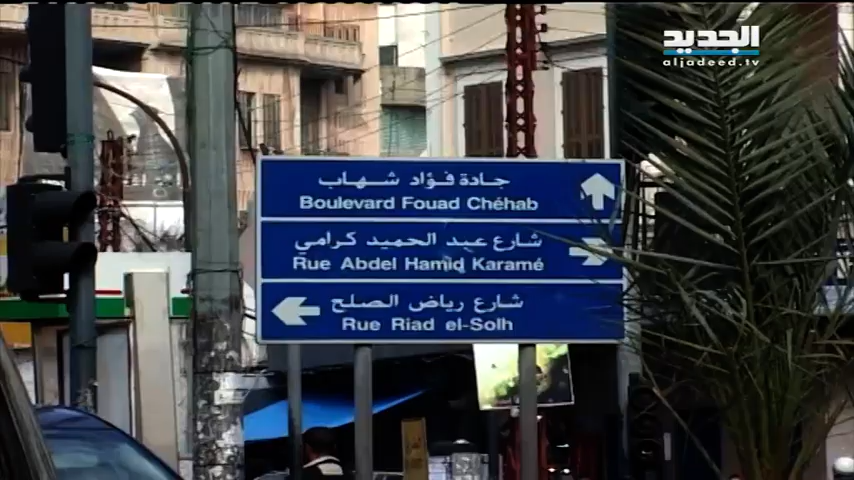 الجديد
aljadeed.tv
جادة فؤاد شهاب
Boulevard Fouad Chéhab
شارع عبد الحميد كرامي
Rue Abdel Hamid Karamé
شارع رياض الصلح
Rue Riad el-Solh